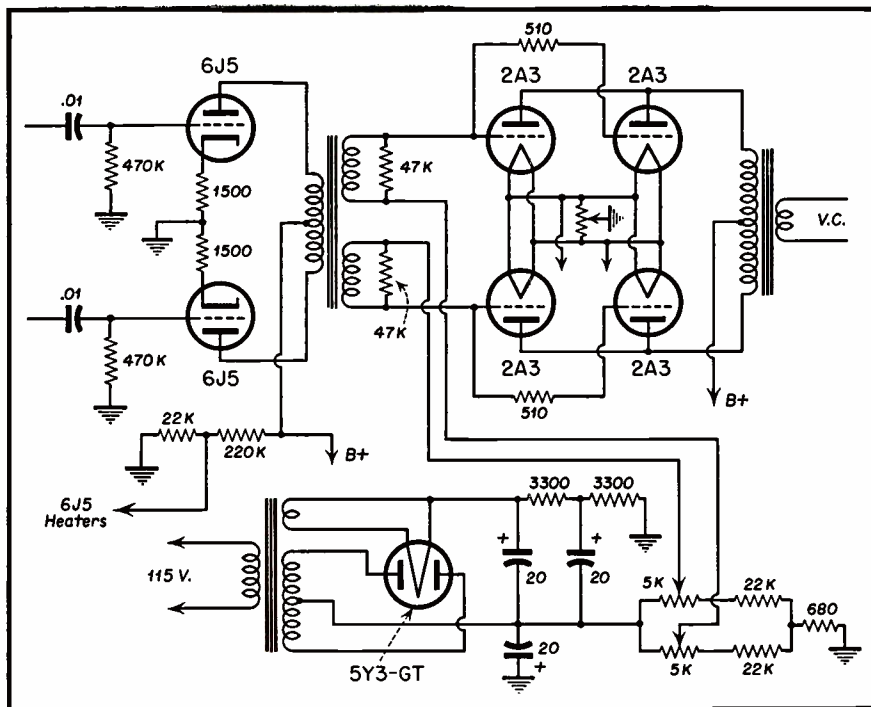 510
6J5
2A3
2A3
.01
470K
1500
47K
V.C.
1500
.01
470K
47K
6J5
2A3
2A3
510
B+
22K
220K
B+
6J5
Heaters
3300
3300
115 V.
+
20
+
20
5K
22K
680
20
+
5K
22K
5Y3-GT